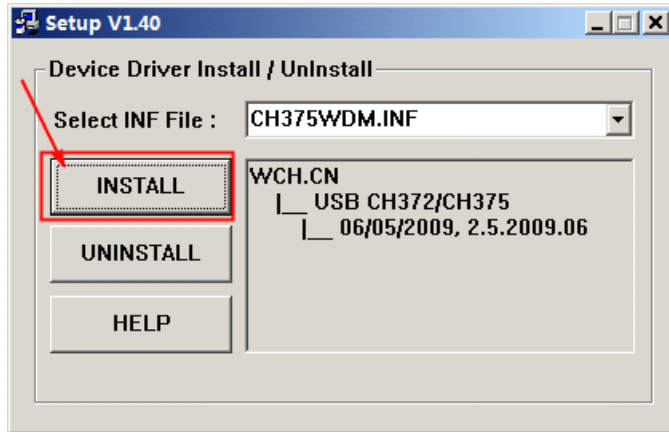 Setup V1.40
Device Driver Install / UnInstall
Select INF File :
CH375WDM.INF
INSTALL
UNINSTALL
HELP
WCH.CN
|__ USB CH372/CH375
|__ 06/05/2009, 2.5.2009.06